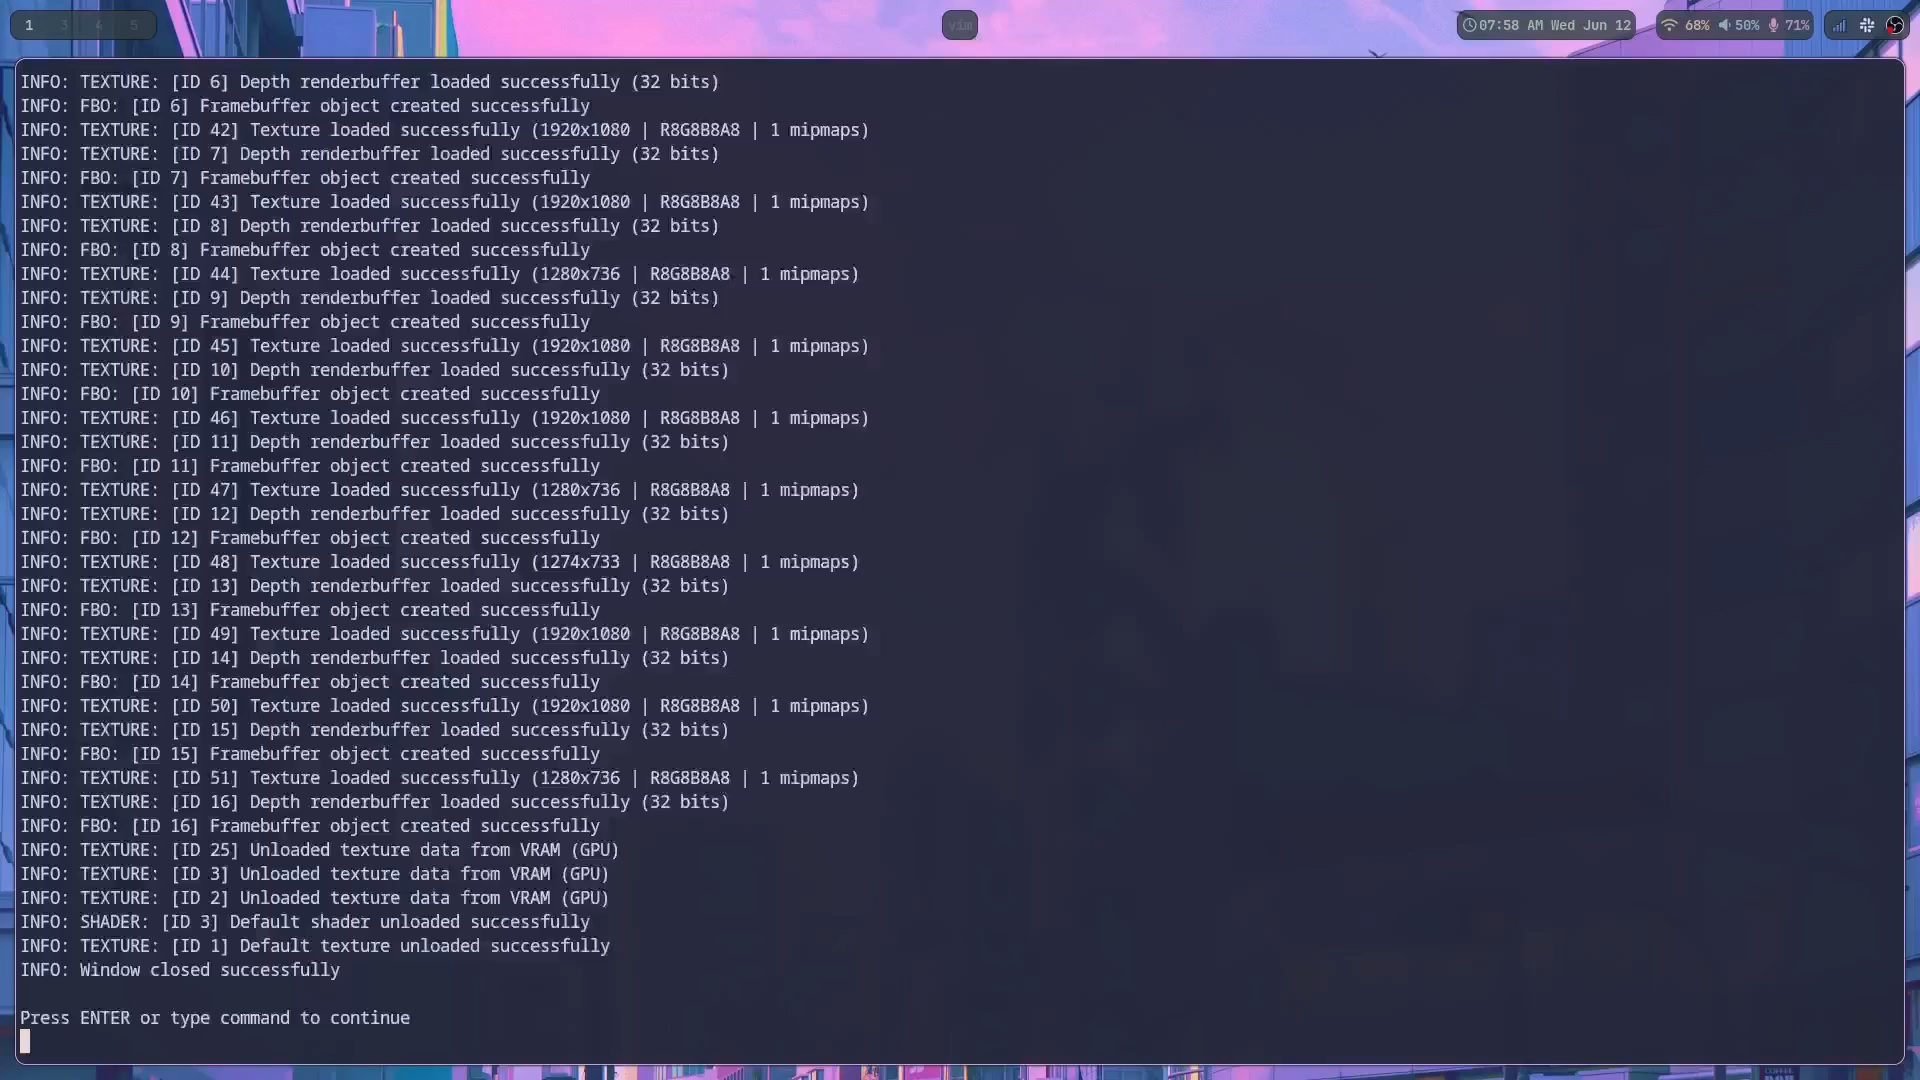 1 3 4 5
vim
07:58 AM Wed Jun 12
68% 50% 71%
INFO: TEXTURE: [ID 6] Depth renderbuffer loaded successfully (32 bits)
INFO: FBO: [ID 6] Framebuffer object created successfully
INFO: TEXTURE: [ID 42] Texture loaded successfully (1920x1080 | R8G8B8A8 | 1 mipmaps)
INFO: TEXTURE: [ID 7] Depth renderbuffer loaded successfully (32 bits)
INFO: FBO: [ID 7] Framebuffer object created successfully
INFO: TEXTURE: [ID 43] Texture loaded successfully (1920x1080 | R8G8B8A8 | 1 mipmaps)
INFO: TEXTURE: [ID 8] Depth renderbuffer loaded successfully (32 bits)
INFO: FBO: [ID 8] Framebuffer object created successfully
INFO: TEXTURE: [ID 44] Texture loaded successfully (1280x736 | R8G8B8A8 | 1 mipmaps)
INFO: TEXTURE: [ID 9] Depth renderbuffer loaded successfully (32 bits)
INFO: FBO: [ID 9] Framebuffer object created successfully
INFO: TEXTURE: [ID 45] Texture loaded successfully (1920x1080 | R8G8B8A8 | 1 mipmaps)
INFO: TEXTURE: [ID 10] Depth renderbuffer loaded successfully (32 bits)
INFO: FBO: [ID 10] Framebuffer object created successfully
INFO: TEXTURE: [ID 46] Texture loaded successfully (1920x1080 | R8G8B8A8 | 1 mipmaps)
INFO: TEXTURE: [ID 11] Depth renderbuffer loaded successfully (32 bits)
INFO: FBO: [ID 11] Framebuffer object created successfully
INFO: TEXTURE: [ID 47] Texture loaded successfully (1280x736 | R8G8B8A8 | 1 mipmaps)
INFO: TEXTURE: [ID 12] Depth renderbuffer loaded successfully (32 bits)
INFO: FBO: [ID 12] Framebuffer object created successfully
INFO: TEXTURE: [ID 48] Texture loaded successfully (1274x733 | R8G8B8A8 | 1 mipmaps)
INFO: TEXTURE: [ID 13] Depth renderbuffer loaded successfully (32 bits)
INFO: FBO: [ID 13] Framebuffer object created successfully
INFO: TEXTURE: [ID 49] Texture loaded successfully (1920x1080 | R8G8B8A8 | 1 mipmaps)
INFO: TEXTURE: [ID 14] Depth renderbuffer loaded successfully (32 bits)
INFO: FBO: [ID 14] Framebuffer object created successfully
INFO: TEXTURE: [ID 50] Texture loaded successfully (1920x1080 | R8G8B8A8 | 1 mipmaps)
INFO: TEXTURE: [ID 15] Depth renderbuffer loaded successfully (32 bits)
INFO: FBO: [ID 15] Framebuffer object created successfully
INFO: TEXTURE: [ID 51] Texture loaded successfully (1280x736 | R8G8B8A8 | 1 mipmaps)
INFO: TEXTURE: [ID 16] Depth renderbuffer loaded successfully (32 bits)
INFO: FBO: [ID 16] Framebuffer object created successfully
INFO: TEXTURE: [ID 25] Unloaded texture data from VRAM (GPU)
INFO: TEXTURE: [ID 3] Unloaded texture data from VRAM (GPU)
INFO: TEXTURE: [ID 2] Unloaded texture data from VRAM (GPU)
INFO: SHADER: [ID 3] Default shader unloaded successfully
INFO: TEXTURE: [ID 1] Default texture unloaded successfully
INFO: Window closed successfully
Press ENTER or type command to continue